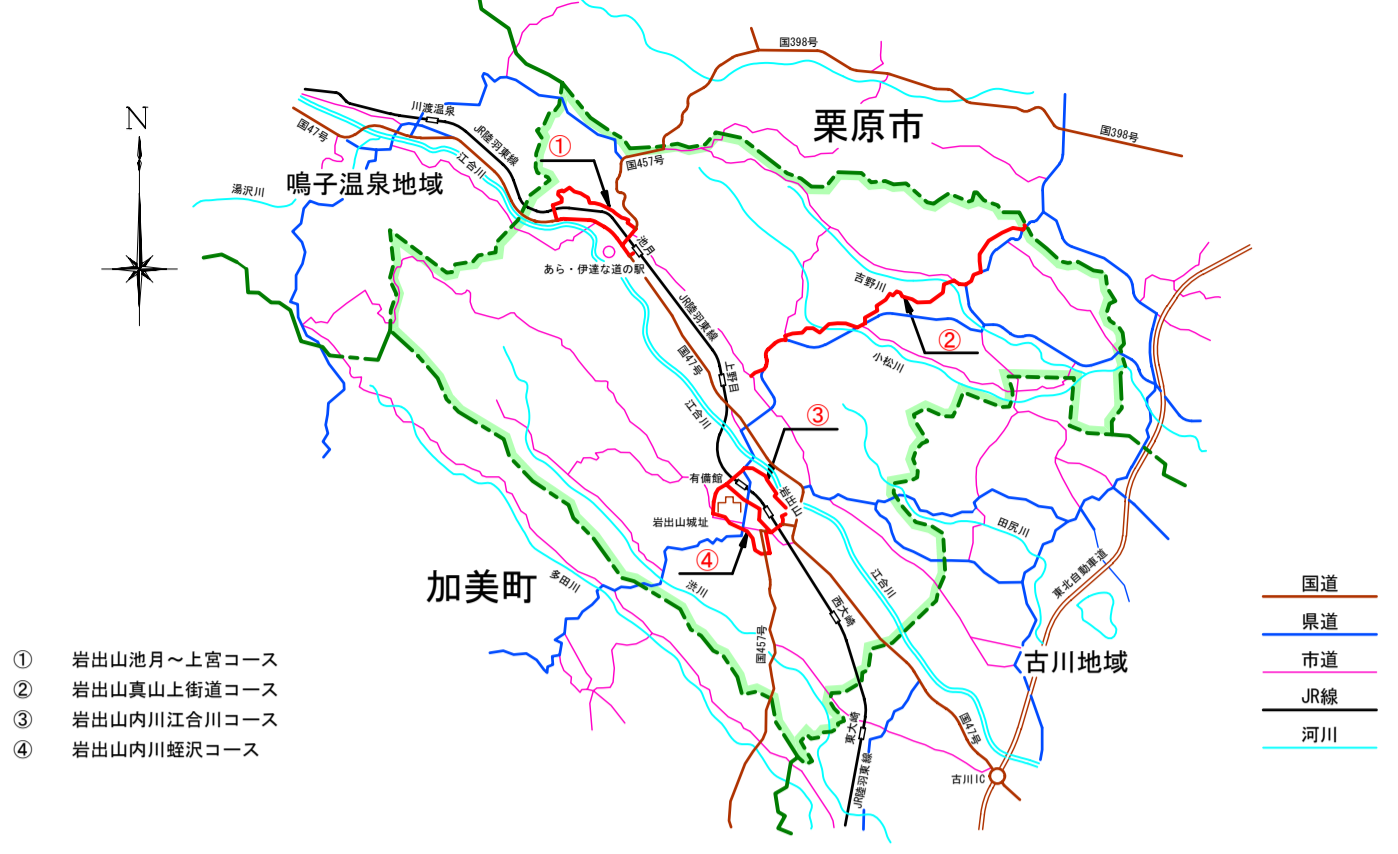 国398号
栗原市
国398号
N
川渡温泉
国47号
JR陸羽東線
江合川
①
国457号
鳴子温泉地域
湯沢川
池月
あら・伊達な道の駅
吉野川
JR陸羽東線
②
国47号
上野目
小松川
江合川
③
有備館
岩出山
岩出山城址
田尻川
④
東北自動車道
加美町
多田川
渋川
江合川
西大崎
国457号
古川地域
国47号
東大崎
JR陸羽東線
古川IC
① 岩出山池月～上宮コース
② 岩出山真山上街道コース
③ 岩出山内川江合川コース
④ 岩出山内川蛭沢コース
国道
県道
市道
JR線
河川